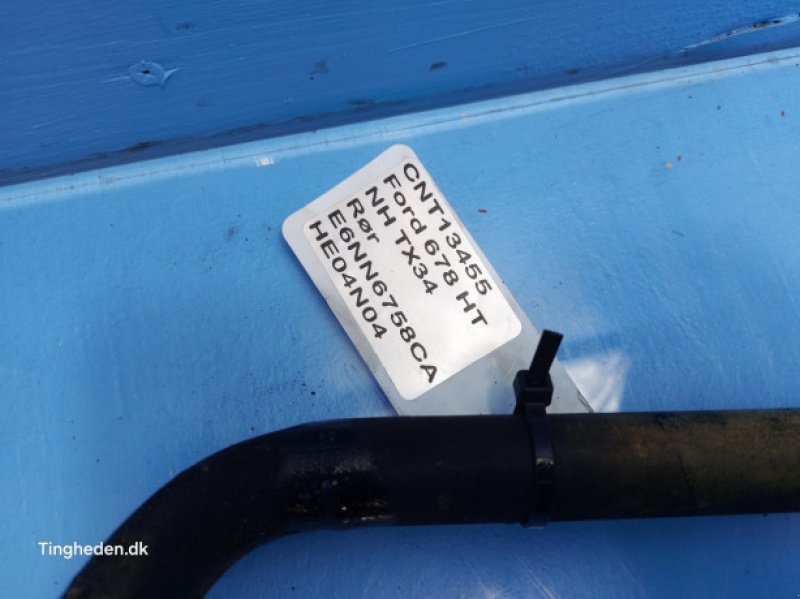 CNT13455
Ford 678 HT
NH TX34
Rør
E6NN6758CA
HE04N04
Tingheden.dk